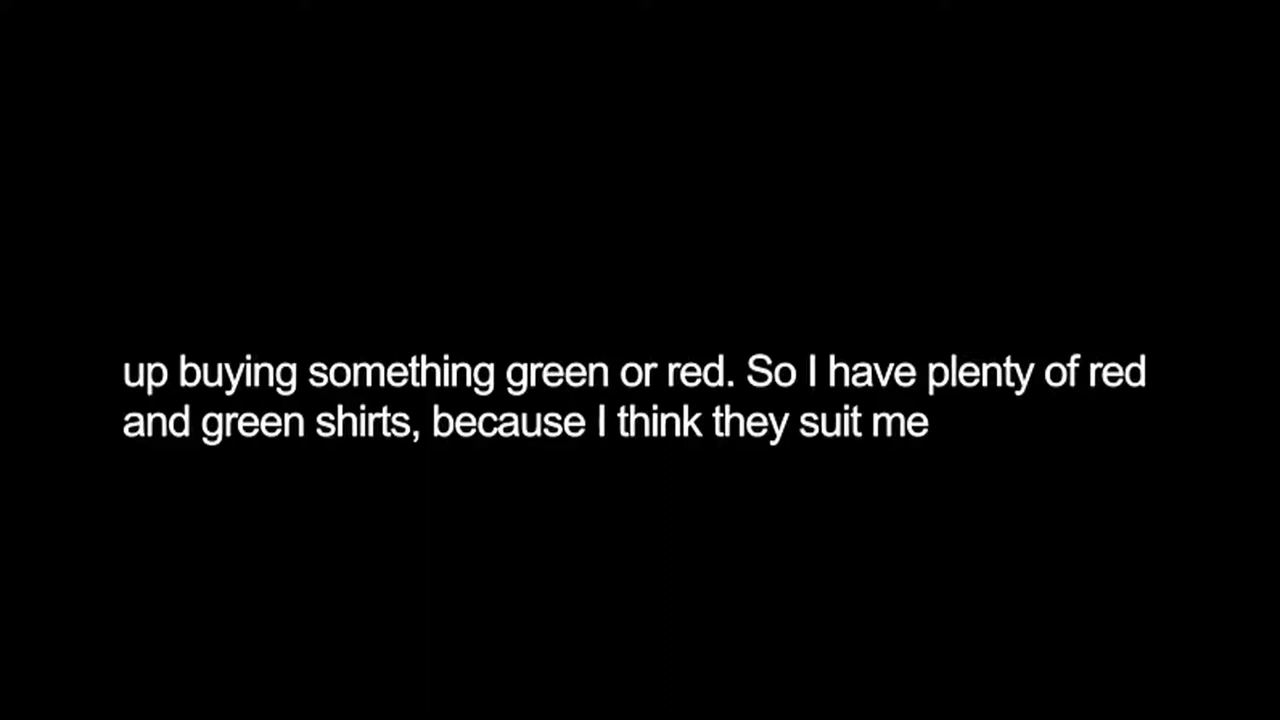 up buying something green or red. So I have plenty of red
and green shirts, because I think they suit me